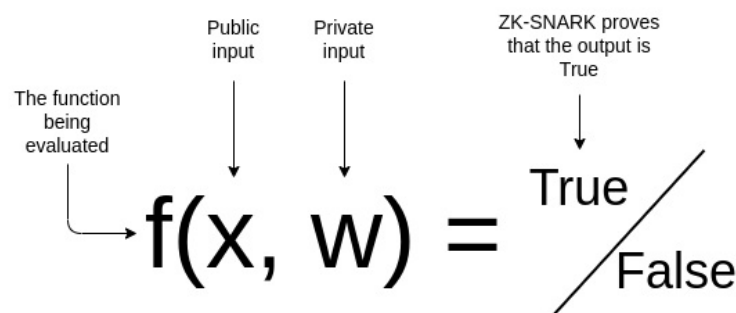 Public
input
Private
input
ZK-SNARK proves
that the output is
True
The function
being
evaluated
f(x, w) =
True
False